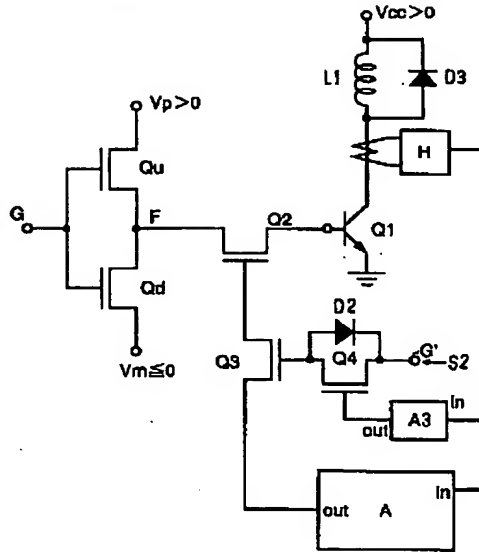 Vcc>0
L1
D3
Vp>0
H
Qu
G
F
Q2
Q1
Qd
D2
Q3
Q4
G'
S2
Vm≦0
in
out
A3
in
out
A